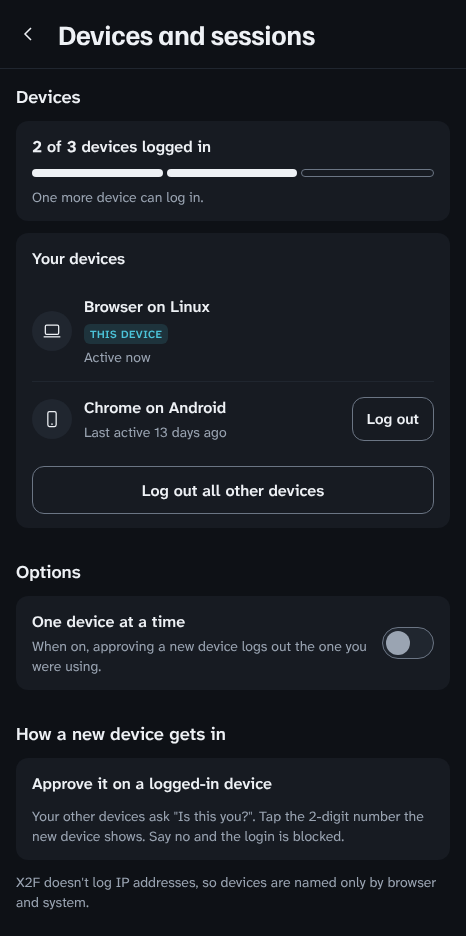 Devices and sessions
Devices
2 of 3 devices logged in
One more device can log in.
Your devices
Browser on Linux
THIS DEVICE
Active now
Chrome on Android
Last active 13 days ago
Log out
Log out all other devices
Options
One device at a time
When on, approving a new device logs out the one you
were using.
How a new device gets in
Approve it on a logged-in device
Your other devices ask "Is this you?". Tap the 2-digit number the
new device shows. Say no and the login is blocked.
X2F doesn't log IP addresses, so devices are named only by browser
and system.